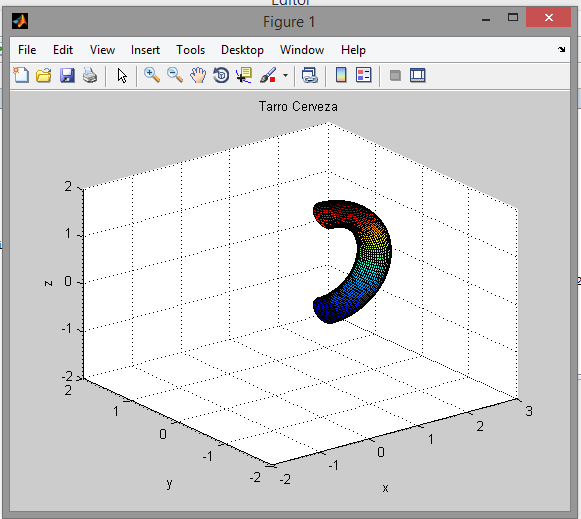 Editor
Figure 1
File Edit View Insert Tools Desktop Window Help
Tarro Cerveza
2
1
0
-1
-2
z
2
1
0
-1
-2
y
-2
-1
0
1
2
3
x